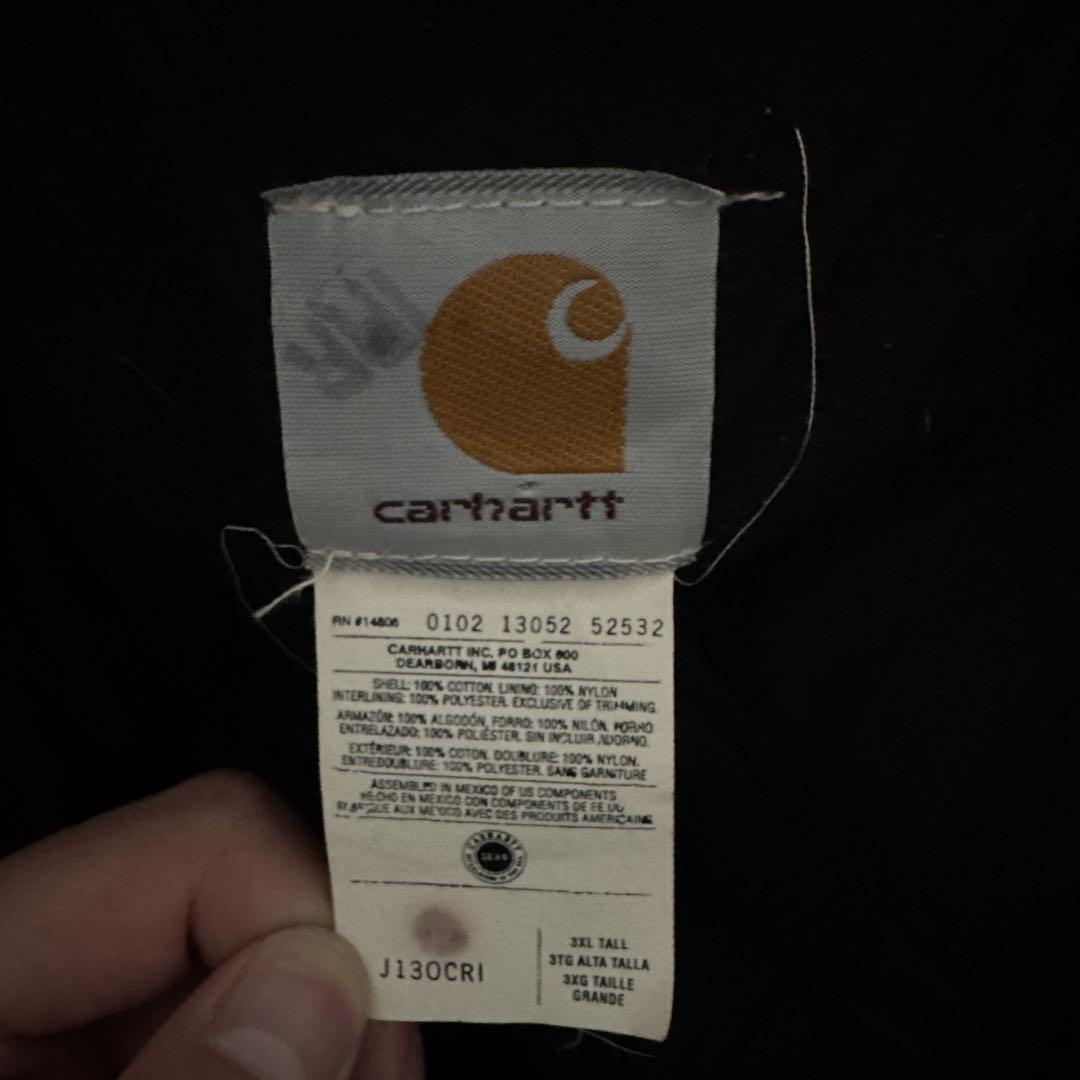 carhartt
RN #14806 0102 13052 52532
CARHARTT INC. PO BOX 600
DEARBORN, MI 48121 USA
SHELL: 100% COTTON. LINING: 100% NYLON
INTERLINING: 100% POLYESTER. EXCLUSIVE OF TRIMMING.
ARMAZÓN: 100% ALGODÓN. FORRO: 100% NILÓN. FORRO
ENTRELAZADO: 100% POLIÉSTER. SIN INCLUIR ADORNO.
EXTÉRIEUR: 100% COTON. DOUBLURE: 100% NYLON.
ENTREDOUBLURE: 100% POLYESTER. SANS GARNITURE
ASSEMBLED IN MEXICO OF US COMPONENTS
HECHO EN MEXICO CON COMPONENTS DE EE.UU.
FABRIQUE AUX MEXICO AVEC DES PRODUITS AMERICAINS
CARHARTT
J130CRI
3XL TALL
3TG ALTA TALLA
3XG TAILLE
GRANDE